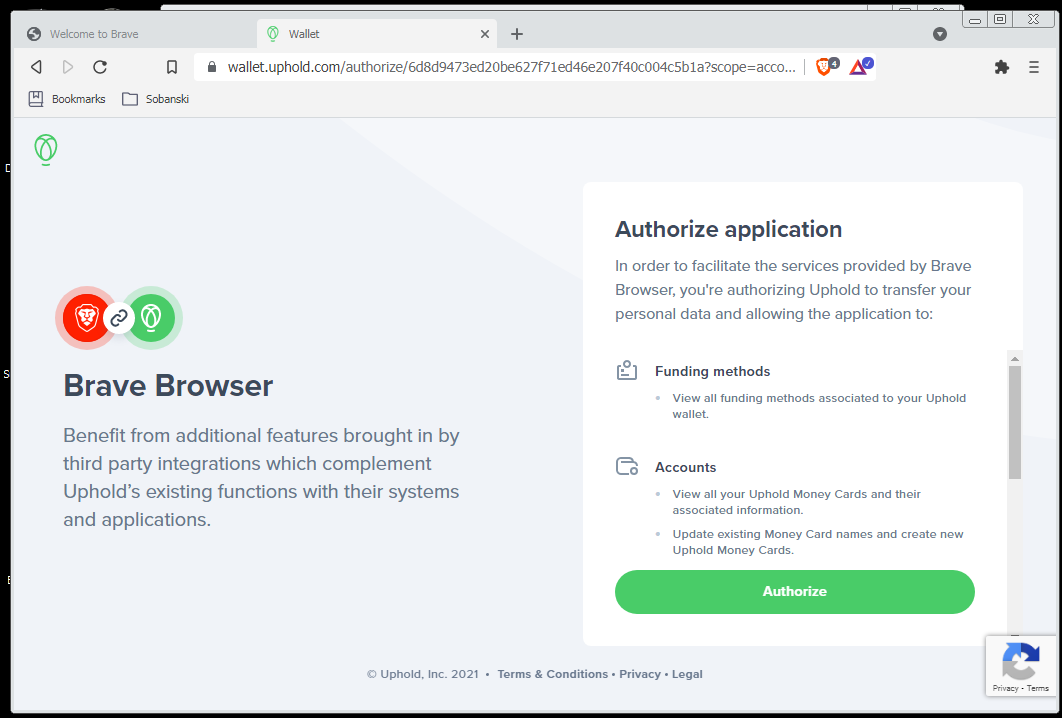 Welcome to Brave
Wallet
wallet.uphold.com/authorize/6d8d9473ed20be627f71ed46e207f40c004c5b1a?scope=acco...
4
Bookmarks
Sobanski
Brave Browser
Benefit from additional features brought in by
third party integrations which complement
Uphold’s existing functions with their systems
and applications.
Authorize application
In order to facilitate the services provided by Brave
Browser, you're authorizing Uphold to transfer your
personal data and allowing the application to:
Funding methods
• View all funding methods associated to your Uphold
wallet.
Accounts
• View all your Uphold Money Cards and their
associated information.
• Update existing Money Card names and create new
Uphold Money Cards.
Authorize
© Uphold, Inc. 2021 • Terms & Conditions • Privacy • Legal
Privacy - Terms